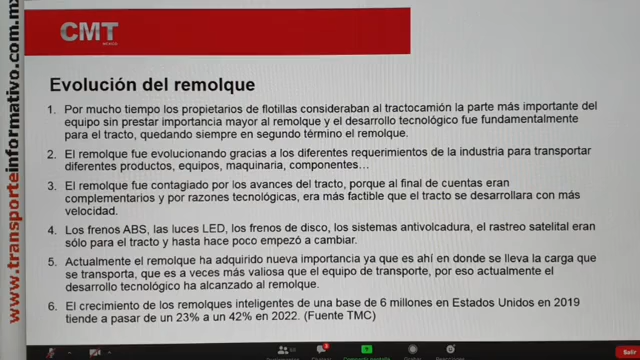 www.transporteinformativo.com.mx
CMT
MÉXICO
Evolución del remolque
1. Por mucho tiempo los propietarios de flotillas consideraban al tractocamión la parte más importante del
equipo sin prestar importancia mayor al remolque y el desarrollo tecnológico fue fundamentalmente
para el tracto, quedando siempre en segundo término el remolque.
2. El remolque fue evolucionando gracias a los diferentes requerimientos de la industria para transportar
diferentes productos, equipos, maquinaria, componentes…
3. El remolque fue contagiado por los avances del tracto, porque al final de cuentas eran
complementarios y por razones tecnológicas, era más factible que el tracto se desarrollara con más
velocidad.
4. Los frenos ABS, las luces LED, los frenos de disco, los sistemas antivolcadura, el rastreo satelital eran
sólo para el tracto y hasta hace poco empezó a cambiar.
5. Actualmente el remolque ha adquirido nueva importancia ya que es ahí en donde se lleva la carga que
se transporta, que es a veces más valiosa que el equipo de transporte, por eso actualmente el
desarrollo tecnológico ha alcanzado al remolque.
6. El crecimiento de los remolques inteligentes de una base de 6 millones en Estados Unidos en 2019
tiende a pasar de un 23% a un 42% en 2022. (Fuente TMC)
Salir